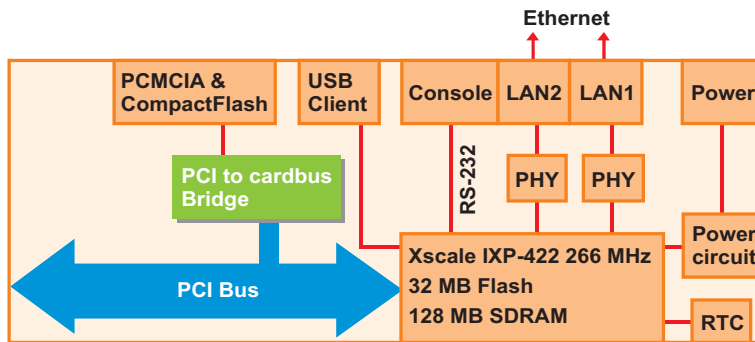 Ethernet
PCMCIA &
CompactFlash
USB
Client
Console
LAN2
LAN1
Power
RS-232
PHY
PHY
PCI to cardbus
Bridge
Power
circuit
Xscale IXP-422 266 MHz
32 MB Flash
128 MB SDRAM
PCI Bus
RTC